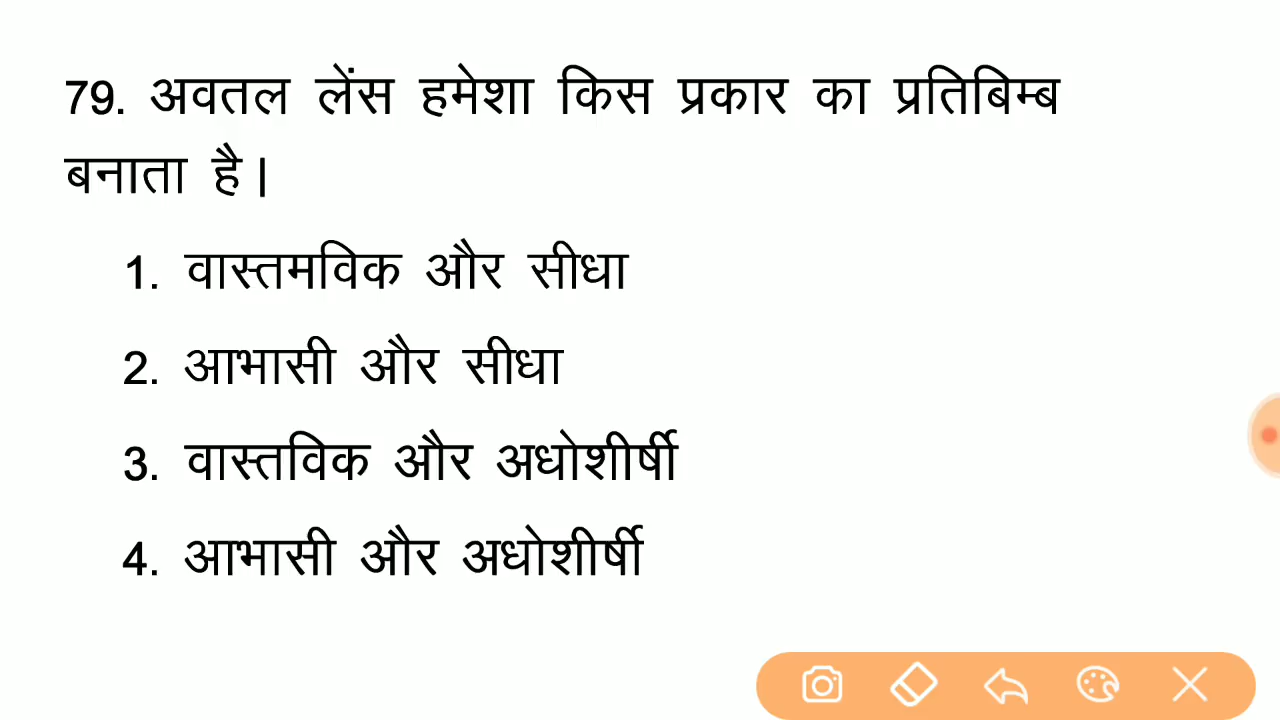 79. अवतल लेंस हमेशा किस प्रकार का प्रतिबिम्ब
बनाता है।
1. वास्तमविक और सीधा
2. आभासी और सीधा
3. वास्तविक और अधोशीर्षी
4. आभासी और अधोशीर्षी